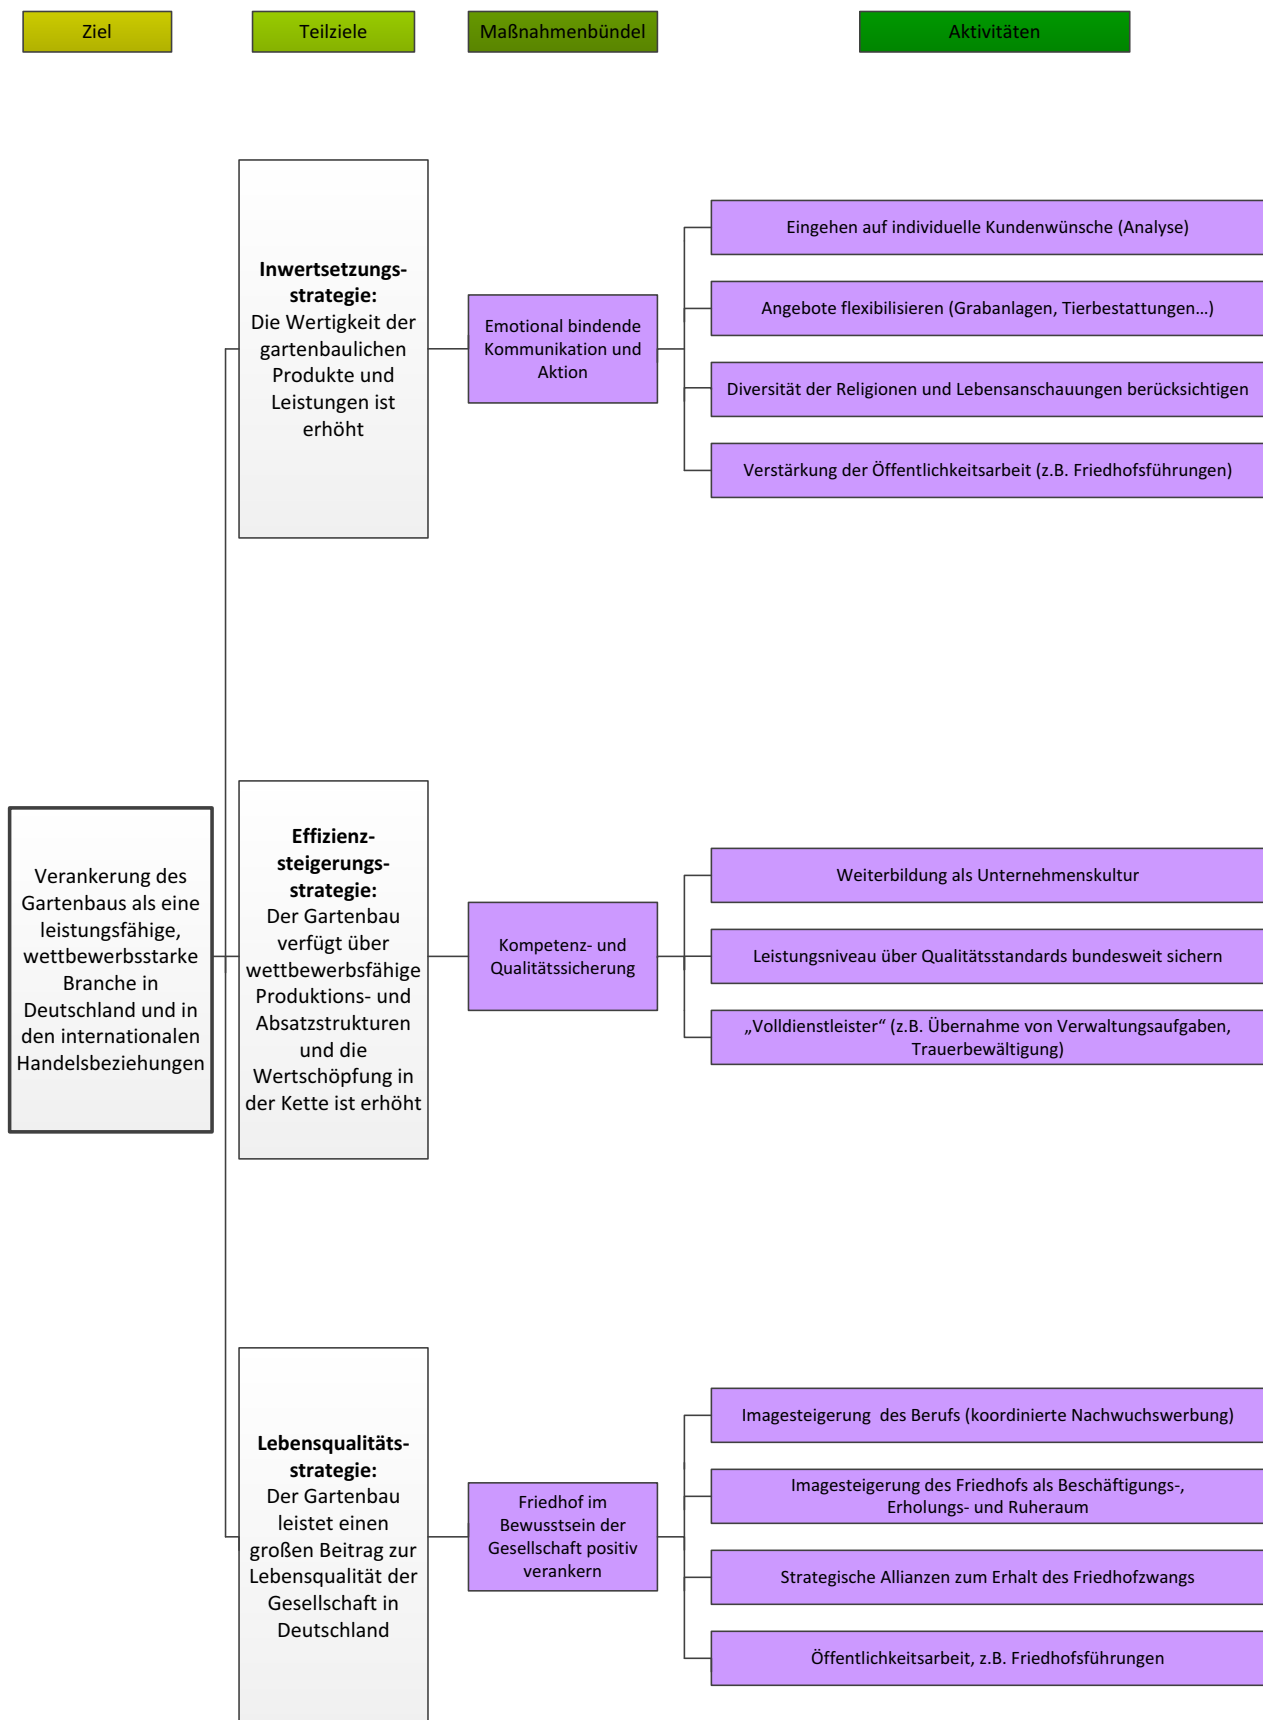 Ziel
Teilziele
Maßnahmenbündel
Aktivitäten
Verankerung des
Gartenbaus als eine
leistungsfähige,
wettbewerbsstarke
Branche in
Deutschland und in
den internationalen
Handelsbeziehungen
Inwertsetzungs-
strategie:
Die Wertigkeit der
gartenbaulichen
Produkte und
Leistungen ist
erhöht
Emotional bindende
Kommunikation und
Aktion
Eingehen auf individuelle Kundenwünsche (Analyse)
Angebote flexibilisieren (Grabanlagen, Tierbestattungen…)
Diversität der Religionen und Lebensanschauungen berücksichtigen
Verstärkung der Öffentlichkeitsarbeit (z.B. Friedhofsführungen)
Effizienz-
steigerungs-
strategie:
Der Gartenbau
verfügt über
wettbewerbsfähige
Produktions- und
Absatzstrukturen
und die
Wertschöpfung in
der Kette ist erhöht
Kompetenz- und
Qualitätssicherung
Weiterbildung als Unternehmenskultur
Leistungsniveau über Qualitätsstandards bundesweit sichern
„Volldienstleister“ (z.B. Übernahme von Verwaltungsaufgaben,
Trauerbewältigung)
Lebensqualitäts-
strategie:
Der Gartenbau
leistet einen
großen Beitrag zur
Lebensqualität der
Gesellschaft in
Deutschland
Friedhof im
Bewusstsein der
Gesellschaft positiv
verankern
Imagesteigerung  des Berufs (koordinierte Nachwuchswerbung)
Imagesteigerung des Friedhofs als Beschäftigungs-,
Erholungs- und Ruheraum
Strategische Allianzen zum Erhalt des Friedhofzwangs
Öffentlichkeitsarbeit, z.B. Friedhofsführungen